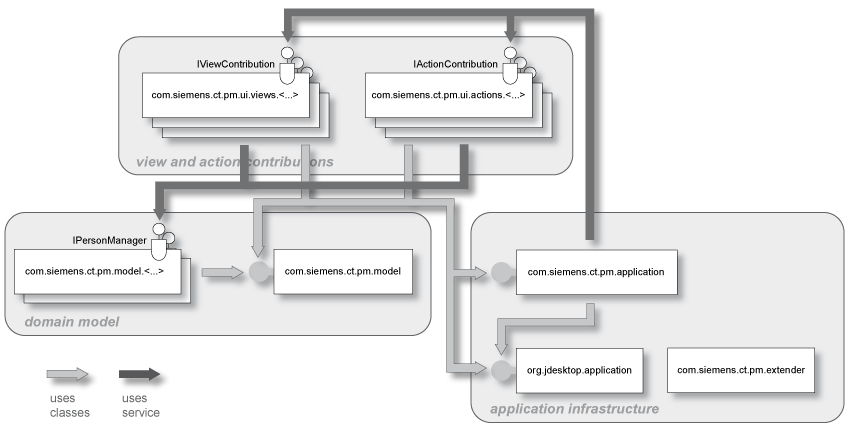 IViewContribution
IActionContribution
com.siemens.ct.pm.ui.views.<...>
com.siemens.ct.pm.ui.actions.<...>
view and action contributions
IPersonManager
com.siemens.ct.pm.model.<...>
com.siemens.ct.pm.model
com.siemens.ct.pm.application
domain model
org.jdesktop.application
com.siemens.ct.pm.extender
application infrastructure
uses
classes
uses
service